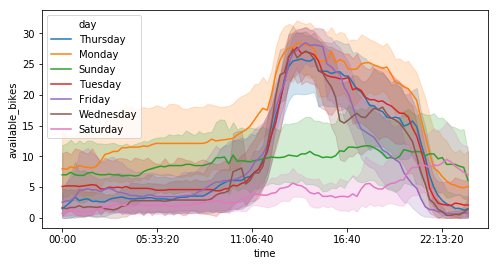 day
Thursday
Monday
Sunday
Tuesday
Friday
Wednesday
Saturday
30
25
20
15
10
5
0
available_bikes
00:00
05:33:20
11:06:40
16:40
22:13:20
time